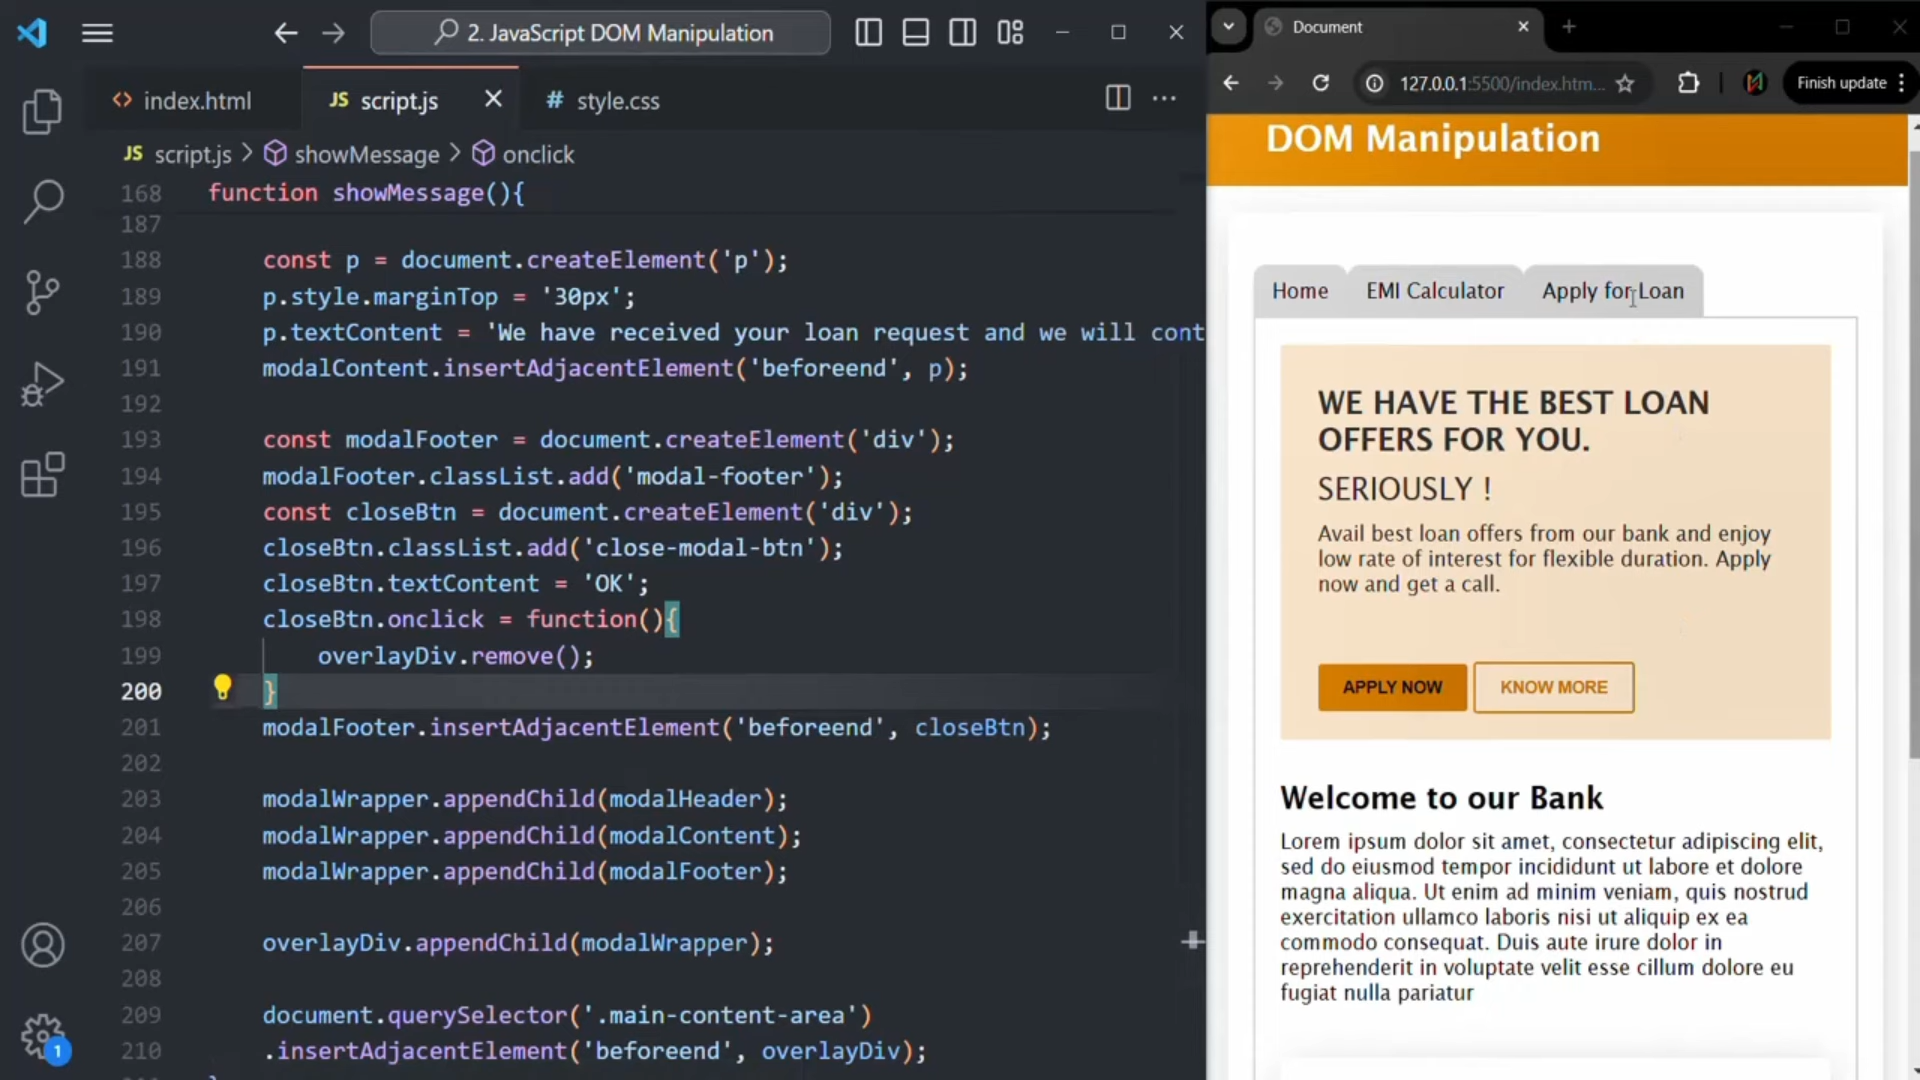 2. JavaScript DOM Manipulation
index.html
JS script.js
# style.css
JS script.js > showMessage > onclick
168 function showMessage(){
187
188 const p = document.createElement('p');
189 p.style.marginTop = '30px';
190 p.textContent = 'We have received your loan request and we will cont
191 modalContent.insertAdjacentElement('beforeend', p);
192
193 const modalFooter = document.createElement('div');
194 modalFooter.classList.add('modal-footer');
195 const closeBtn = document.createElement('div');
196 closeBtn.classList.add('close-modal-btn');
197 closeBtn.textContent = 'OK';
198 closeBtn.onclick = function(){
199 overlayDiv.remove();
200 }
201 modalFooter.insertAdjacentElement('beforeend', closeBtn);
202
203 modalWrapper.appendChild(modalHeader);
204 modalWrapper.appendChild(modalContent);
205 modalWrapper.appendChild(modalFooter);
206
207 overlayDiv.appendChild(modalWrapper);
208
209 document.querySelector('.main-content-area')
210 .insertAdjacentElement('beforeend', overlayDiv);
1
Document
127.0.0.1:5500/index.htm...
Finish update
DOM Manipulation
Home
EMI Calculator
Apply for Loan
WE HAVE THE BEST LOAN
OFFERS FOR YOU.
SERIOUSLY !
Avail best loan offers from our bank and enjoy
low rate of interest for flexible duration. Apply
now and get a call.
APPLY NOW
KNOW MORE
Welcome to our Bank
Lorem ipsum dolor sit amet, consectetur adipiscing elit,
sed do eiusmod tempor incididunt ut labore et dolore
magna aliqua. Ut enim ad minim veniam, quis nostrud
exercitation ullamco laboris nisi ut aliquip ex ea
commodo consequat. Duis aute irure dolor in
reprehenderit in voluptate velit esse cillum dolore eu
fugiat nulla pariatur